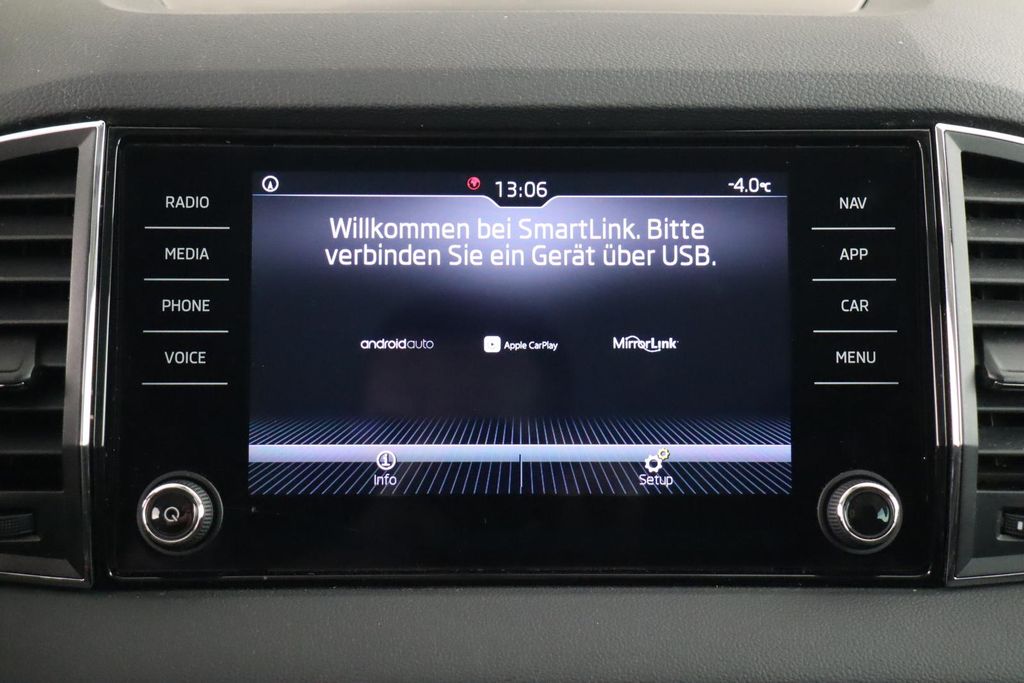 13:06
-4.0°C
RADIO
MEDIA
PHONE
VOICE
Willkommen bei SmartLink. Bitte
verbinden Sie ein Gerät über USB.
androidauto
Apple CarPlay
MirrorLink
Info
Setup
NAV
APP
CAR
MENU